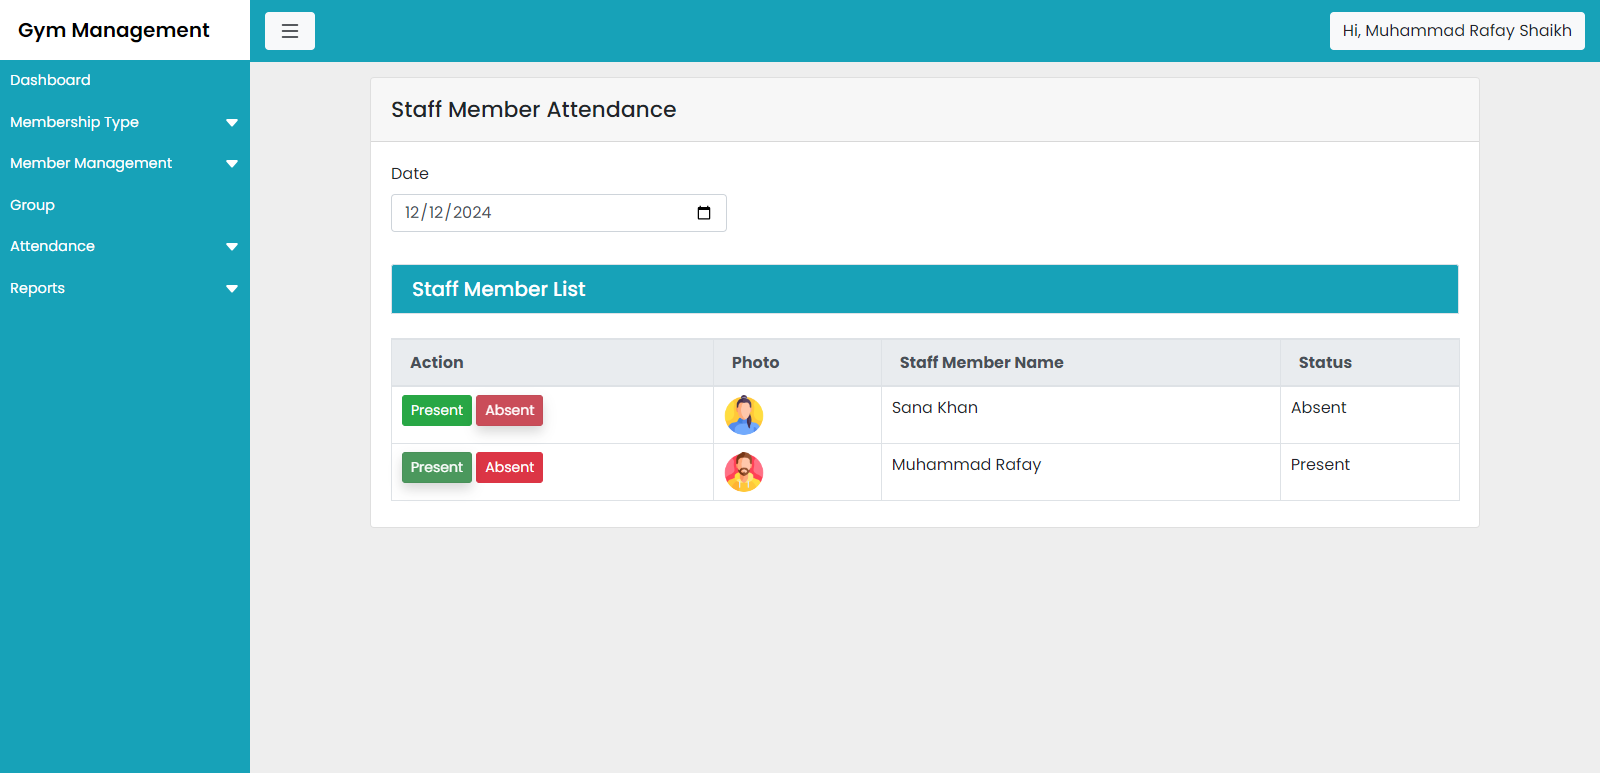 Gym Management
Hi, Muhammad Rafay Shaikh
Dashboard
Membership Type
Member Management
Group
Attendance
Reports
Staff Member Attendance
Date
12/12/2024
Staff Member List
Action Photo Staff Member Name Status
Present Absent Sana Khan Absent
Present Absent Muhammad Rafay Present